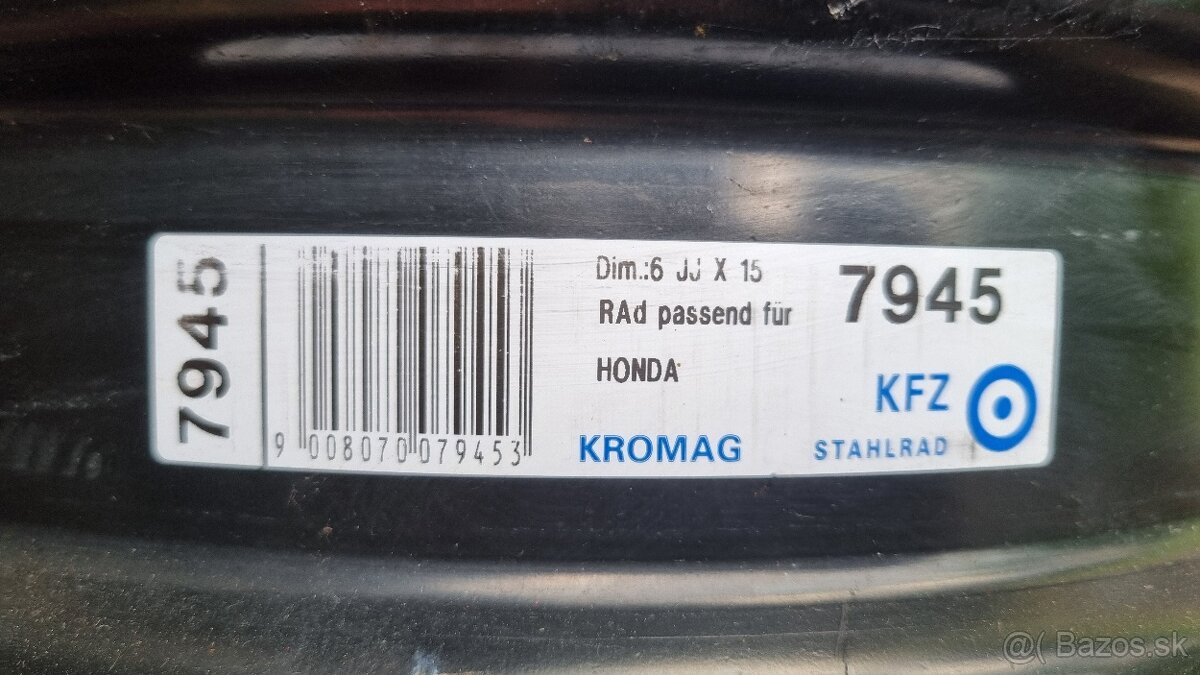 7945
9 008070 079453
Dim.:6 JJ X 15
RAd passend für
HONDA
KROMAG
7945
KFZ
STAHLRAD
@( Bazos.sk